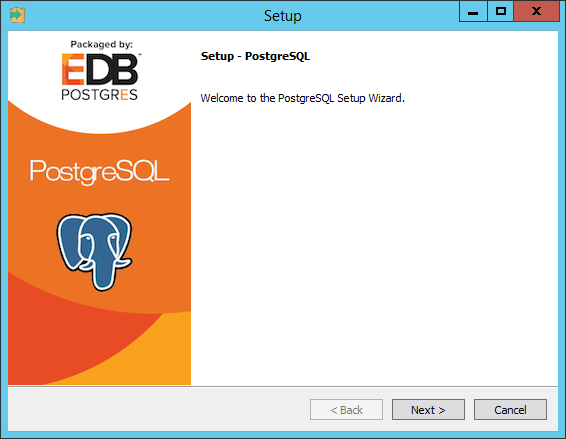 Setup
Packaged by:
EDB
POSTGRES
PostgreSQL
Setup - PostgreSQL
Welcome to the PostgreSQL Setup Wizard.
< Back
Next >
Cancel